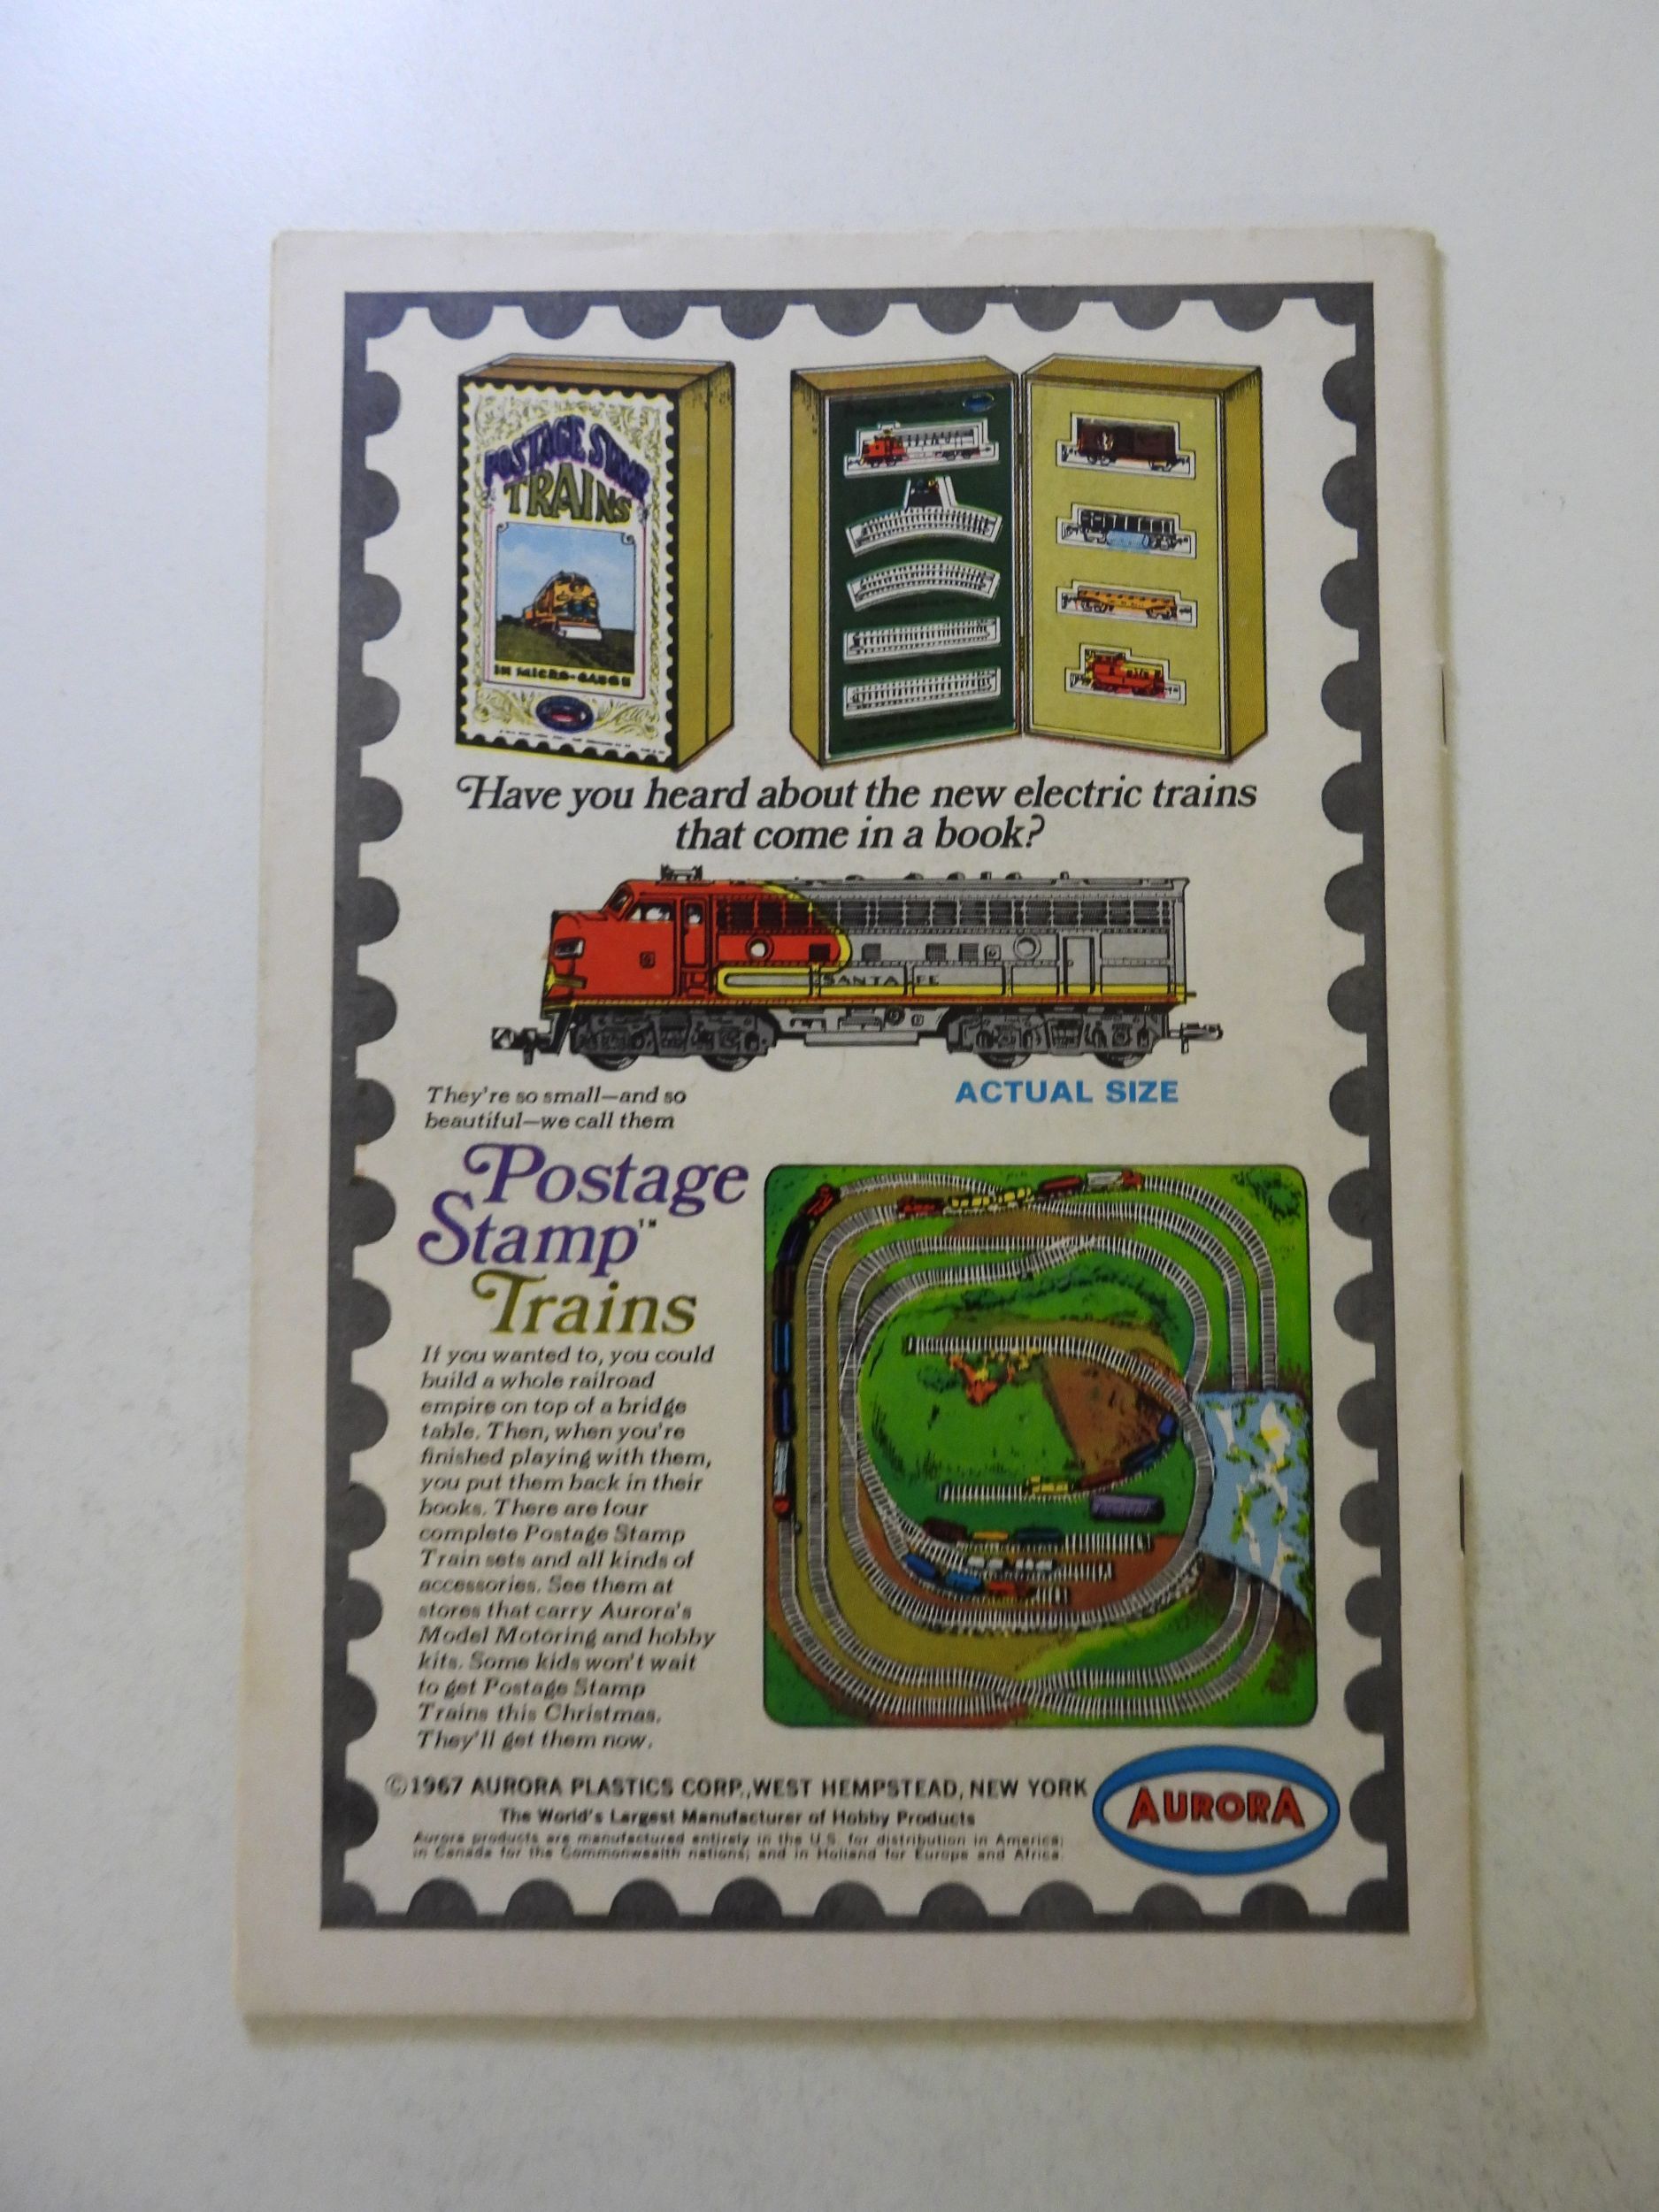 POSTAGE STAMP
TRAINS
IN MICRO-GAUGE
Have you heard about the new electric trains
that come in a book?
SANTA FE
They're so small—and so
beautiful—we call them
ACTUAL SIZE
Postage
Stamp™
Trains
If you wanted to, you could
build a whole railroad
empire on top of a bridge
table. Then, when you're
finished playing with them,
you put them back in their
books. There are four
complete Postage Stamp
Train sets and all kinds of
accessories. See them at
stores that carry Aurora's
Model Motoring and hobby
kits. Some kids won't wait
to get Postage Stamp
Trains this Christmas.
They'll get them now.
©1967 AURORA PLASTICS CORP., WEST HEMPSTEAD, NEW YORK
The World's Largest Manufacturer of Hobby Products
Aurora products are manufactured entirely in the U.S. for distribution in America;
in Canada for the Commonwealth nations; and in Holland for Europe and Africa.
AURORA